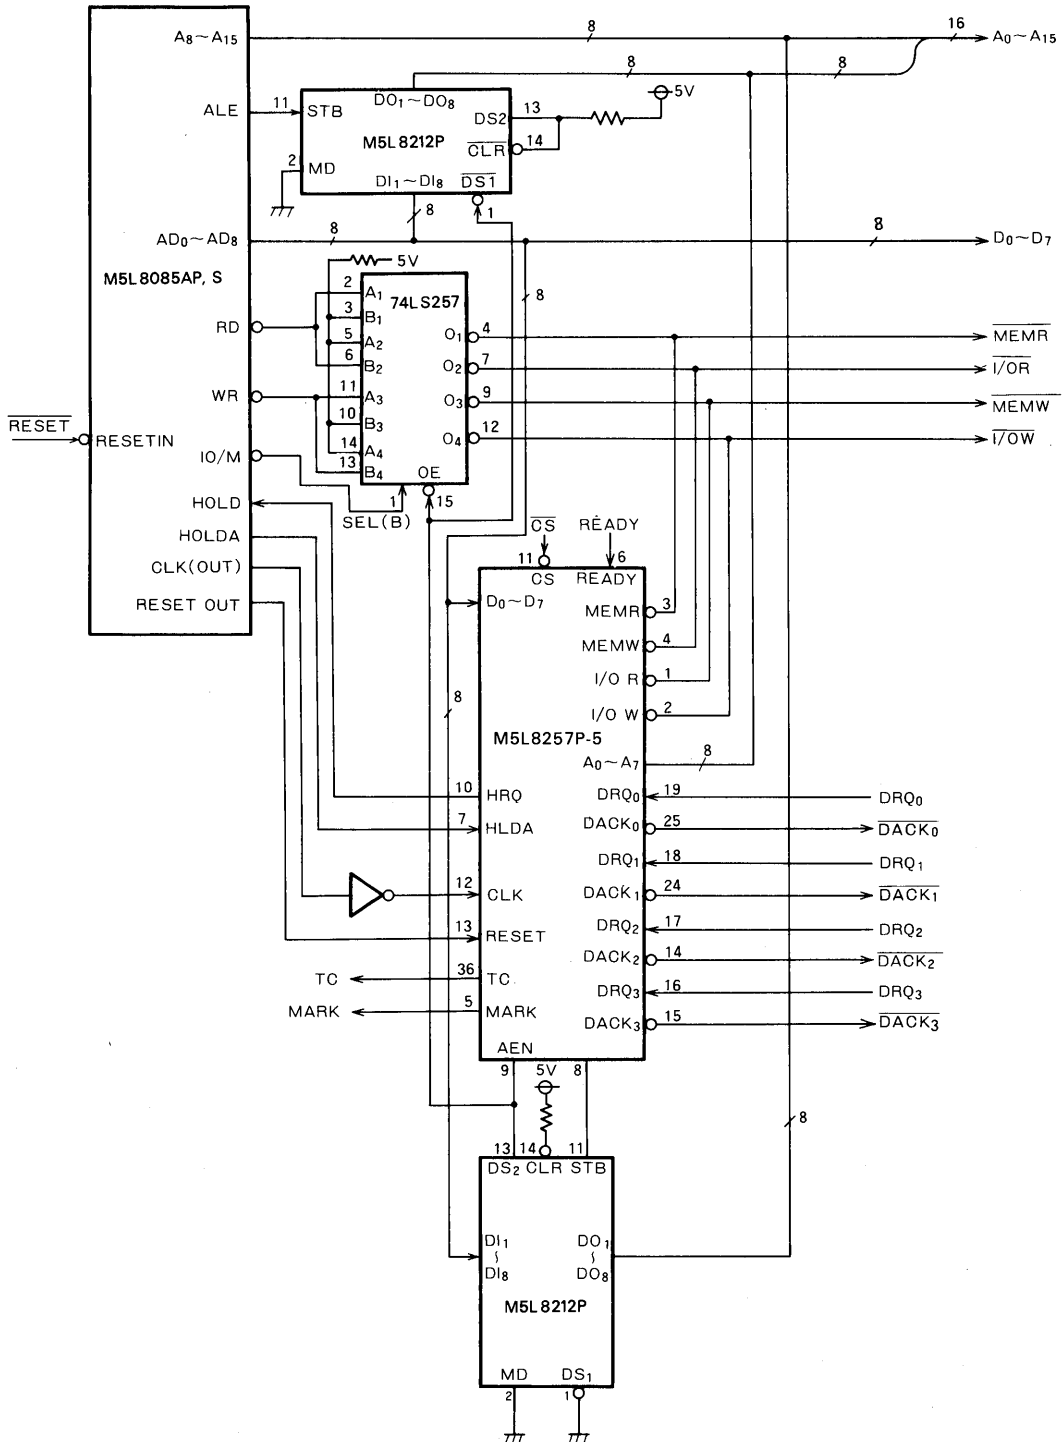 A8~A15
8
16
A0~A15
8
8
ALE
11
STB
DO1~DO8
DS2
13
5V
M5L8212P
CLR
14
2
MD
DI1~DI8
DS1
1
8
AD0~AD8
8
8
D0~D7
M5L8085AP, S
5V
74LS257
8
2
A1
3
B1
O1
4
MEMR
RD
5
A2
6
B2
O2
7
I/OR
WR
11
A3
O3
9
MEMW
10
B3
RESET
RESETIN
14
A4
O4
12
I/OW
IO/M
13
B4
OE
1
15
SEL(B)
HOLD
HOLDA
CLK(OUT)
RESET OUT
CS
READY
11
6
CS
READY
D0~D7
MEMR
3
MEMW
4
I/O R
1
I/O W
2
8
M5L8257P-5
A0~A7
8
10
HRQ
DRQ0
19
DRQ0
7
HLDA
DACK0
25
DACK0
DRQ1
18
DRQ1
12
CLK
DACK1
24
DACK1
13
RESET
DRQ2
17
DRQ2
DACK2
14
DACK2
TC
36
TC
DRQ3
16
DRQ3
MARK
5
MARK
DACK3
15
DACK3
AEN
9
5V
8
8
13
14
11
DS2
CLR
STB
DI1
~
DI8
DO1
~
DO8
M5L8212P
MD
DS1
2
1